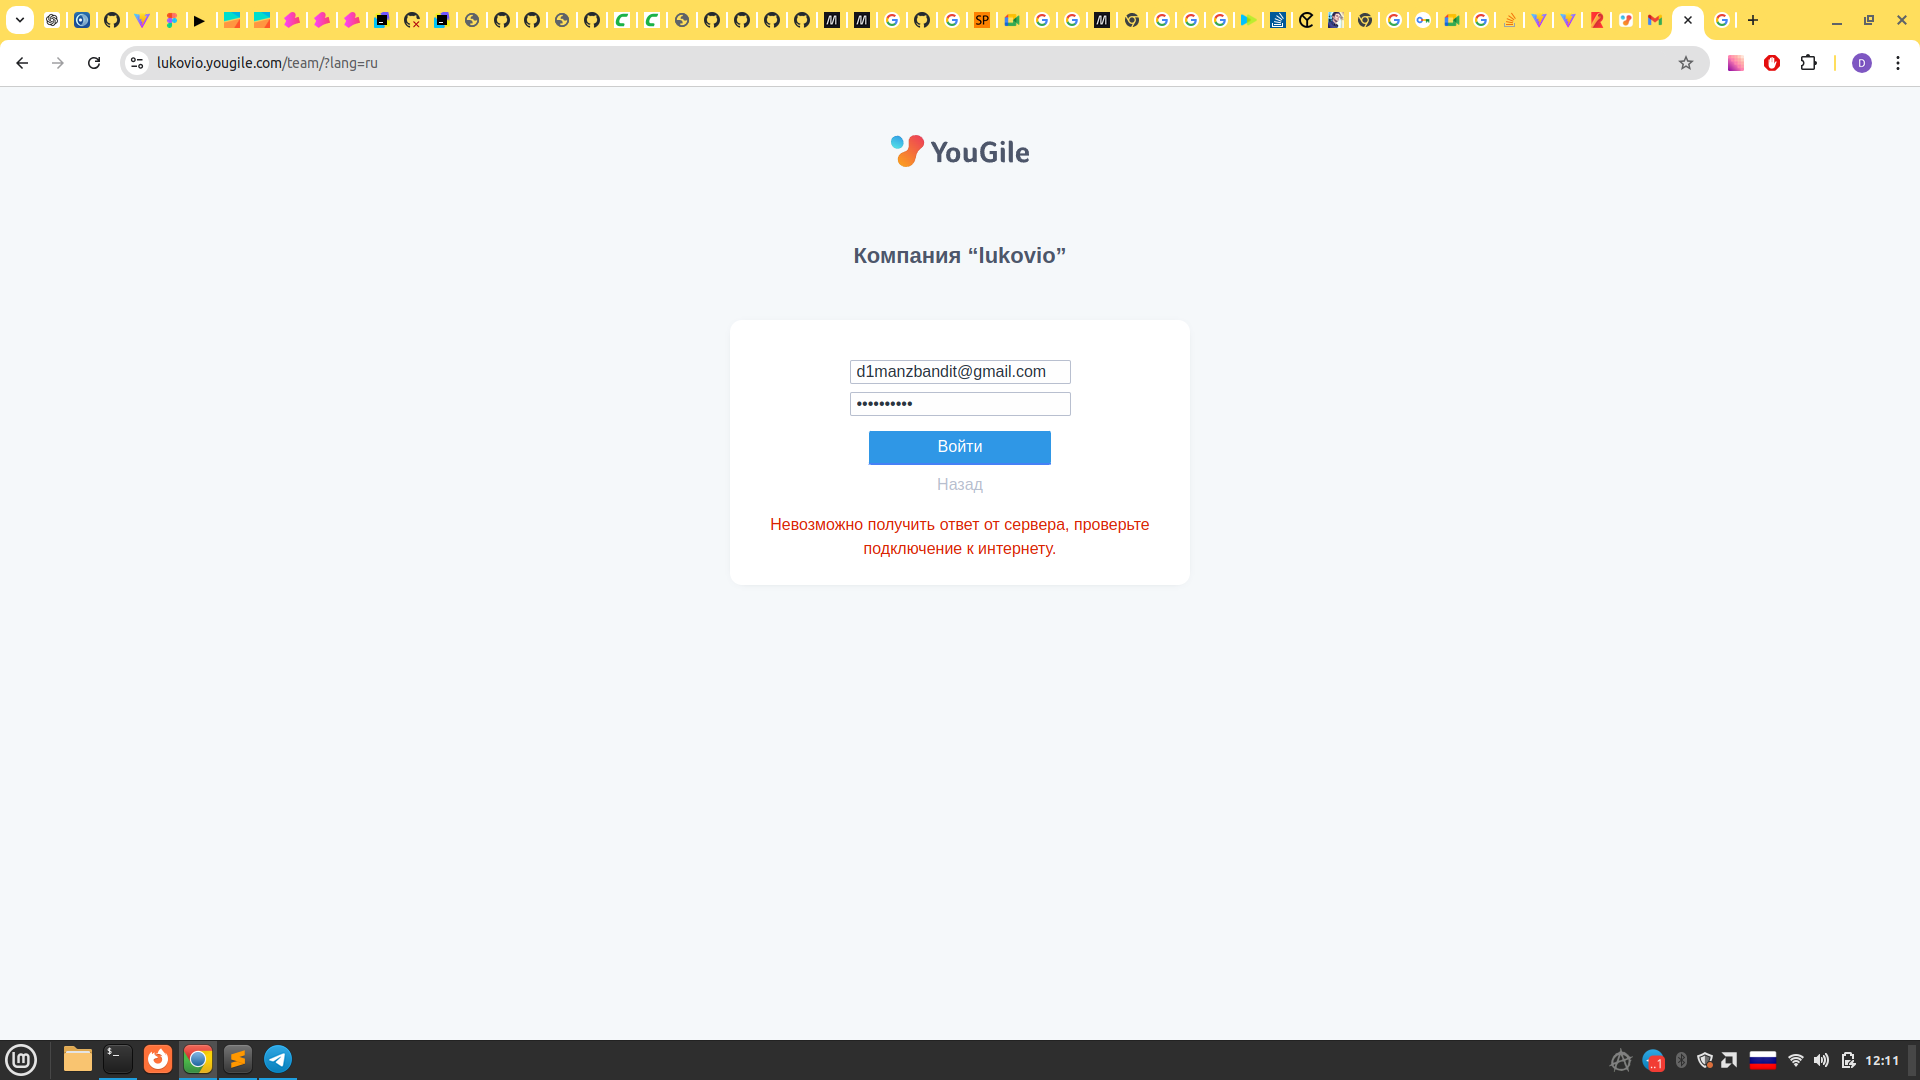 lukovio.yougile.com/team/?lang=ru
D
YouGile
Компания “lukovio”
d1manzbandit@gmail.com
••••••••••
Войти
Назад
Невозможно получить ответ от сервера, проверьте
подключение к интернету.
12:11